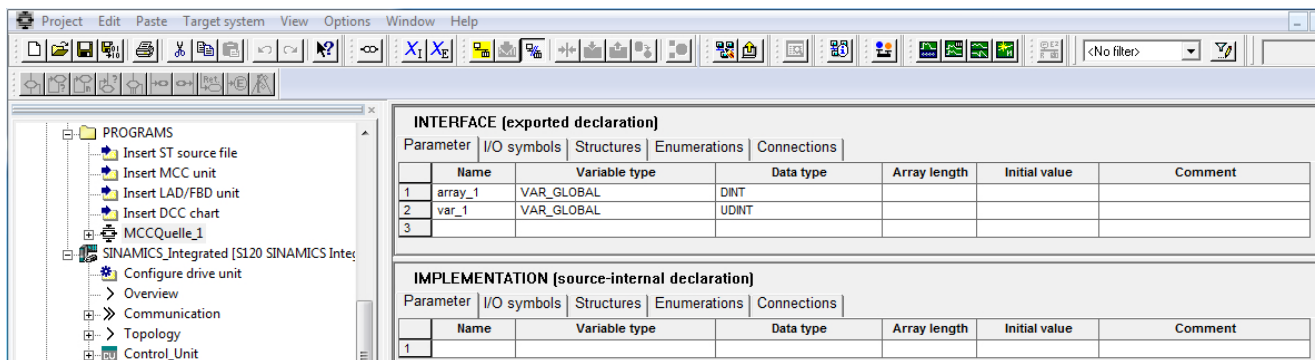 Project Edit Paste Target system View Options Window Help
<No filter>
PROGRAMS
Insert ST source file
Insert MCC unit
Insert LAD/FBD unit
Insert DCC chart
MCCQuelle_1
SINAMICS_Integrated [S120 SINAMICS Integ
Configure drive unit
Overview
Communication
Topology
Control_Unit
INTERFACE (exported declaration)
Parameter I/O symbols Structures Enumerations Connections
Name Variable type Data type Array length Initial value Comment
1 array_1 VAR_GLOBAL DINT
2 var_1 VAR_GLOBAL UDINT
3
IMPLEMENTATION (source-internal declaration)
Parameter I/O symbols Structures Enumerations Connections
Name Variable type Data type Array length Initial value Comment
1